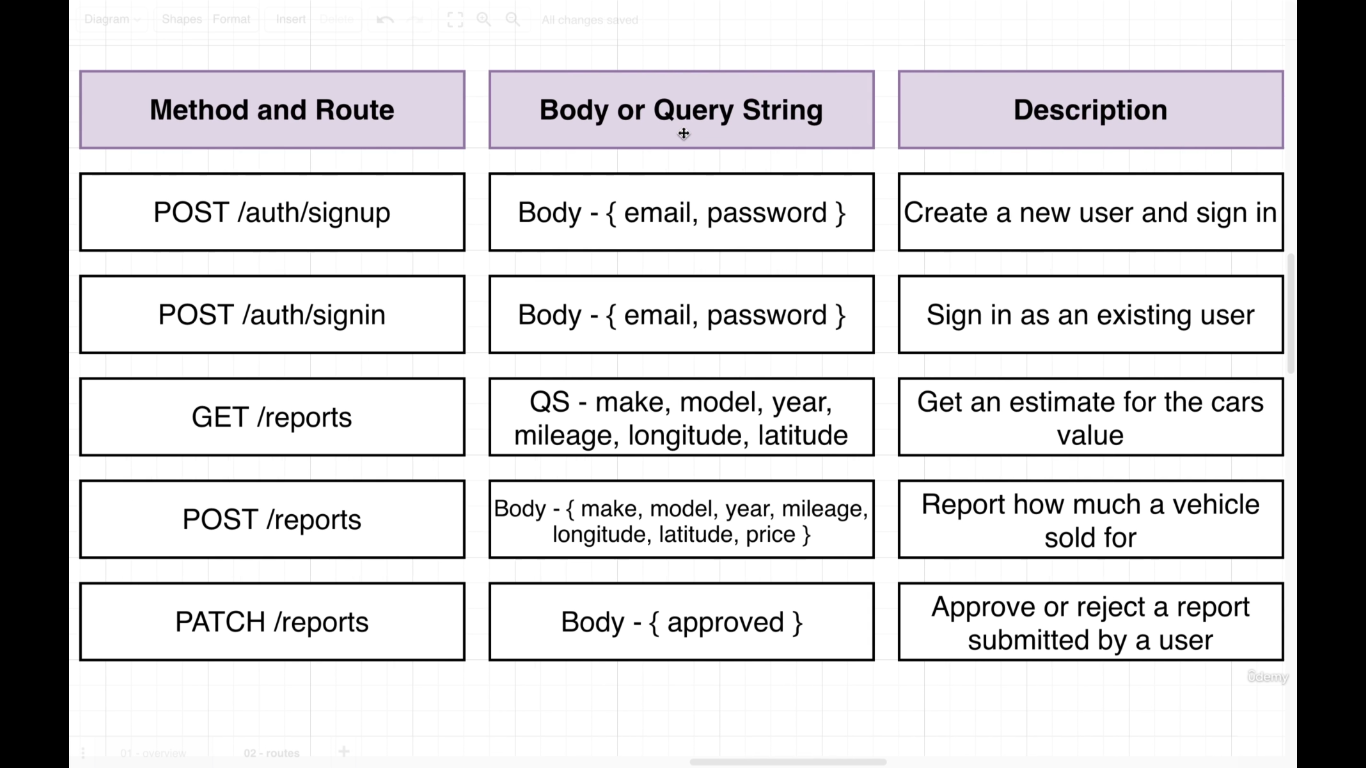 Diagram Shapes Format Insert Delete All changes saved
Method and Route
Body or Query String
Description
POST /auth/signup
Body - { email, password }
Create a new user and sign in
POST /auth/signin
Body - { email, password }
Sign in as an existing user
GET /reports
QS - make, model, year,
mileage, longitude, latitude
Get an estimate for the cars
value
POST /reports
Body - { make, model, year, mileage,
longitude, latitude, price }
Report how much a vehicle
sold for
PATCH /reports
Body - { approved }
Approve or reject a report
submitted by a user
ûdemy
01 - overview 02 - routes